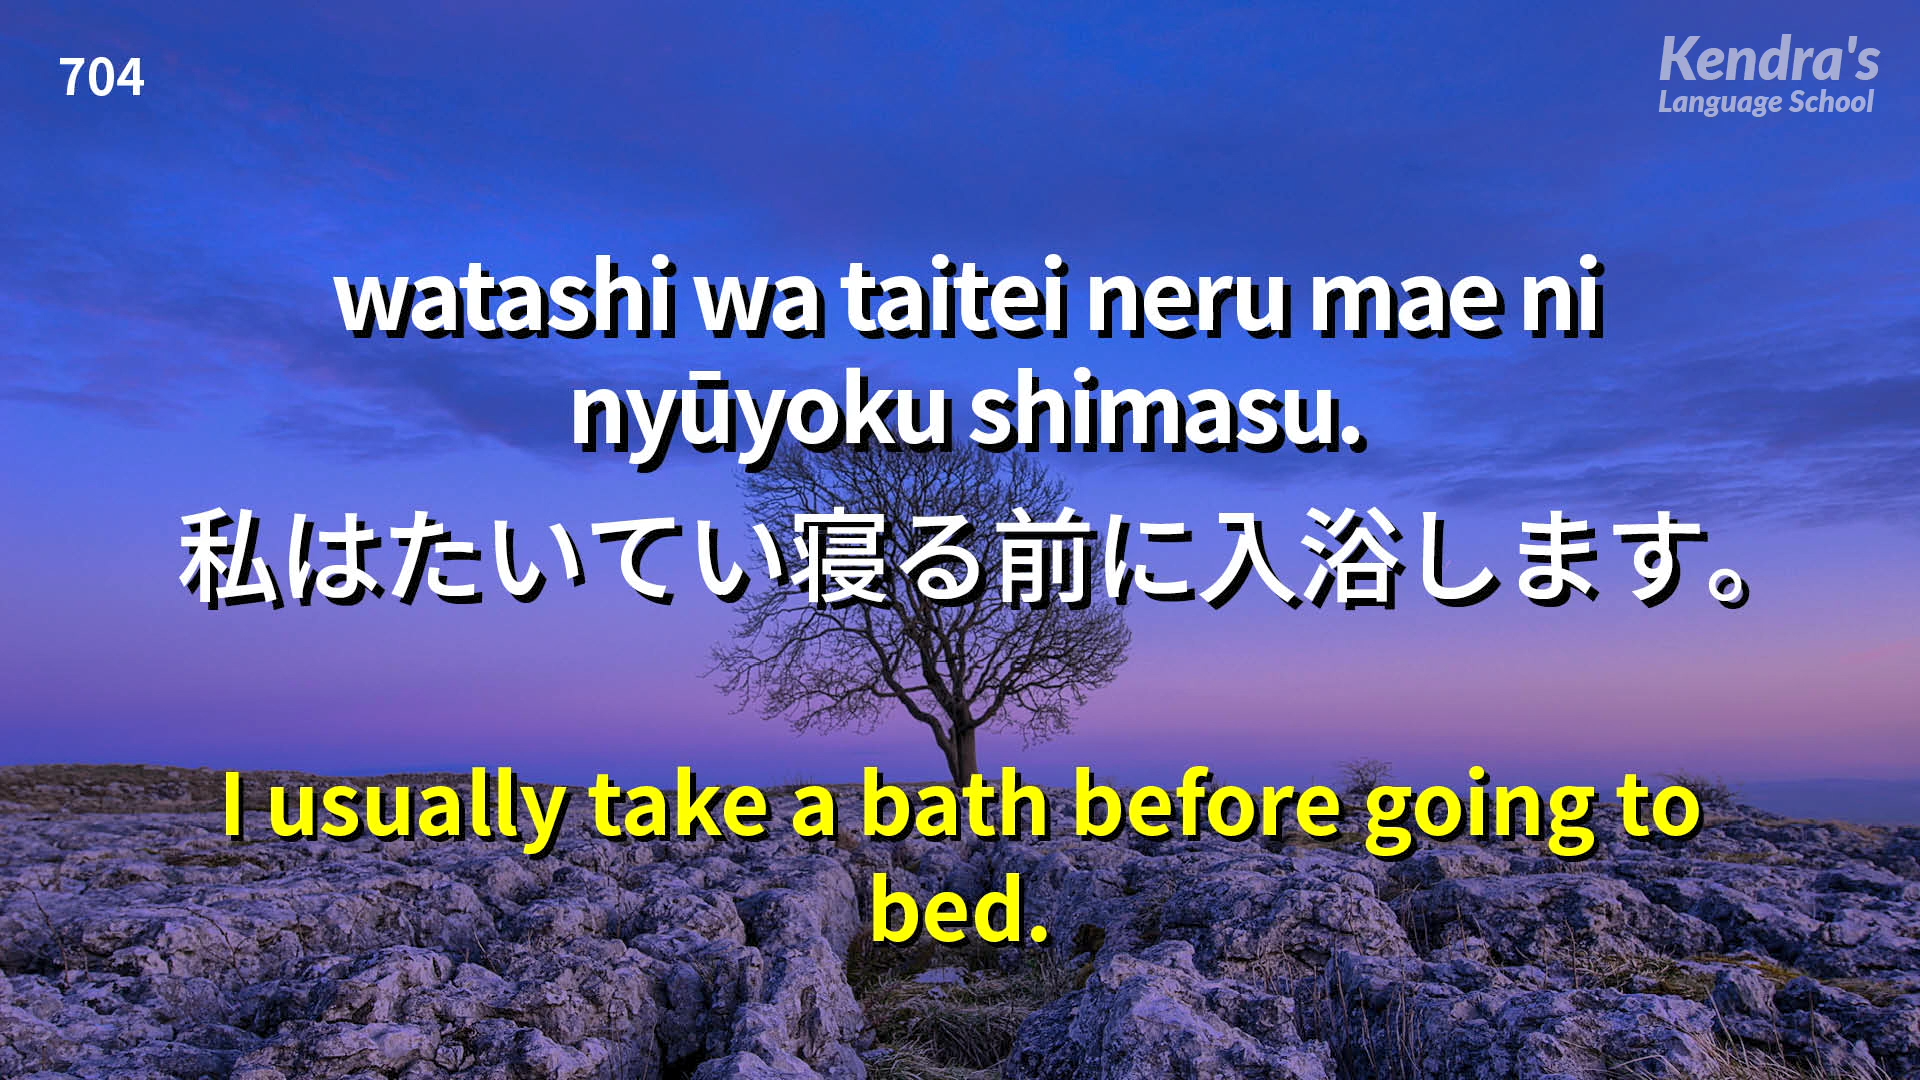 704
Kendra's
Language School
watashi wa taitei neru mae ni
nyūyoku shimasu.
私はたいてい寝る前に入浴します。
I usually take a bath before going to
bed.